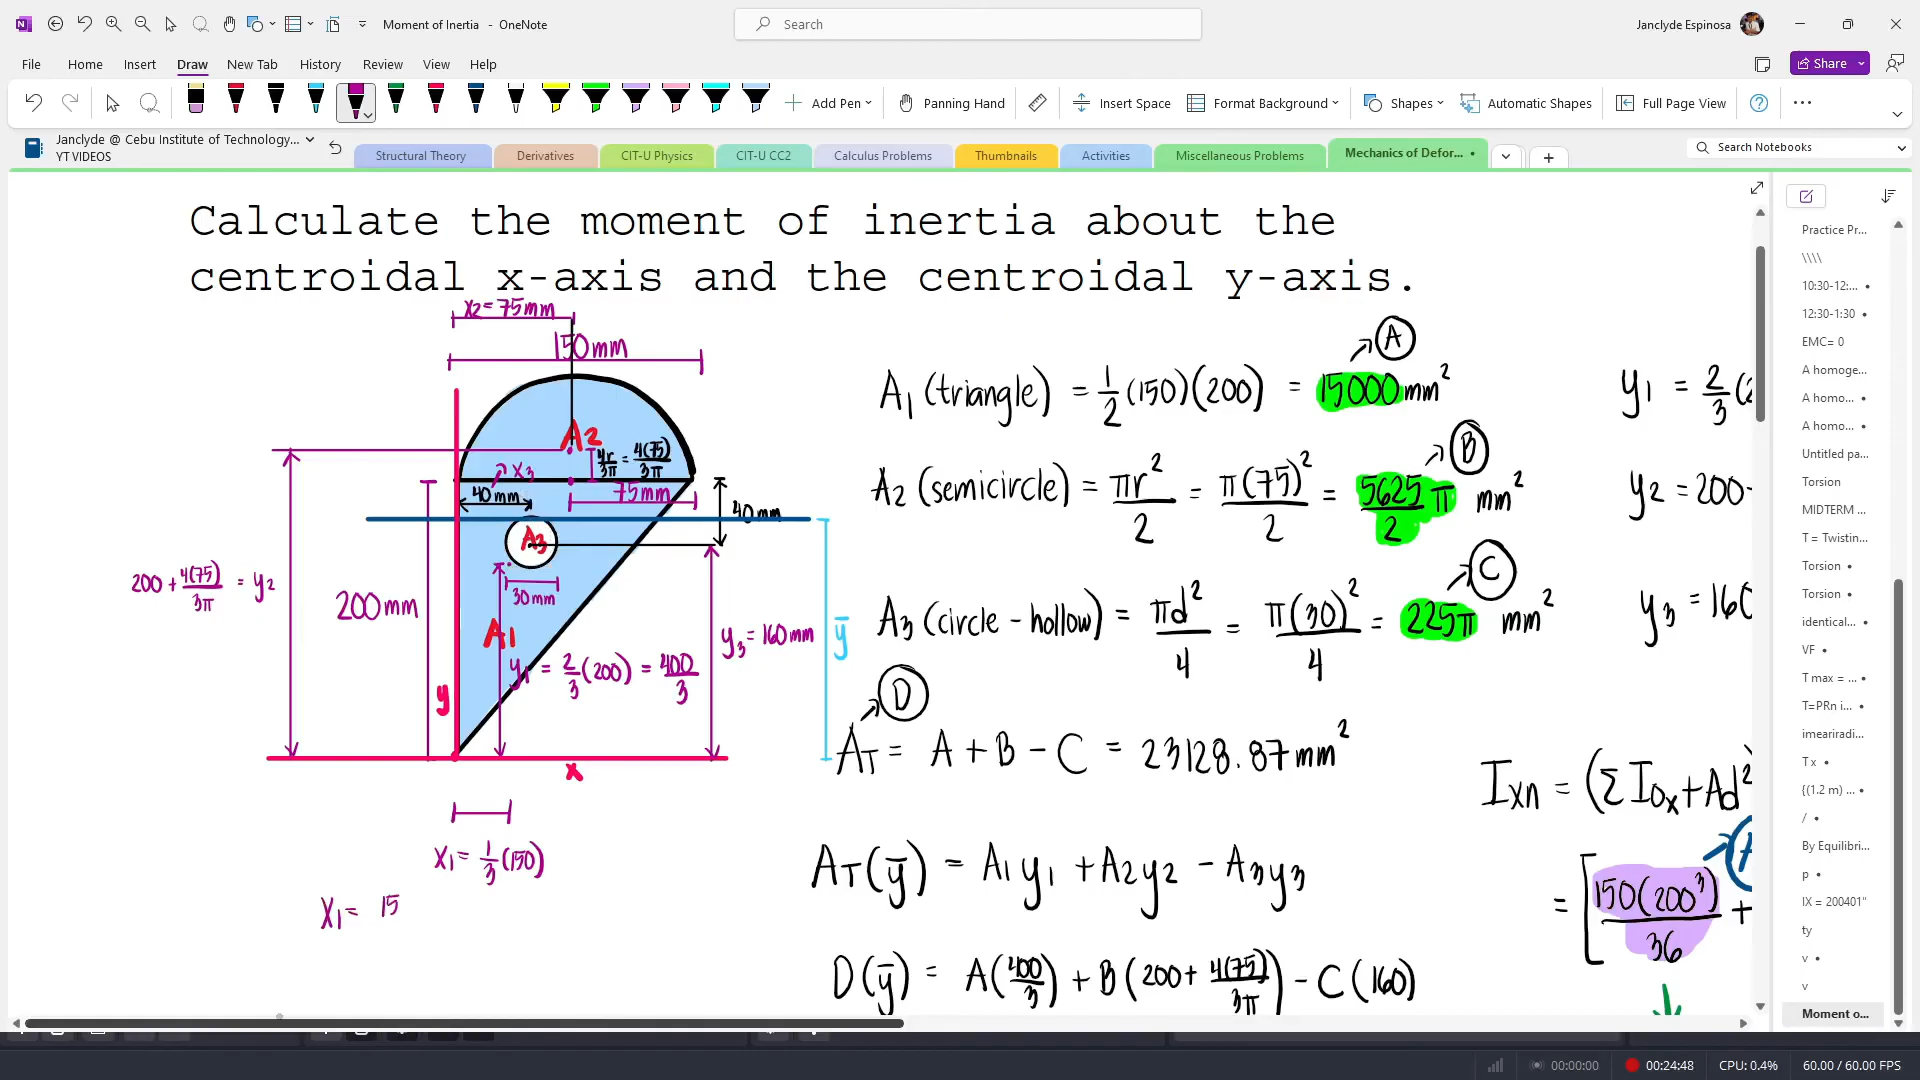 Moment of Inertia - OneNote
Search
Janclyde Espinosa
File Home Insert Draw New Tab History Review View Help
Share
Add Pen
Panning Hand
Insert Space
Format Background
Shapes
Automatic Shapes
Full Page View
Janclyde @ Cebu Institute of Technology...
YT VIDEOS
Structural Theory
Derivatives
CIT-U Physics
CIT-U CC2
Calculus Problems
Thumbnails
Activities
Miscellaneous Problems
Mechanics of Defor...
Search Notebooks
Calculate the moment of inertia about the
centroidal x-axis and the centroidal y-axis.
x2 = 75mm
150mm
A2
4r/3π = 4(75)/3π
x3
40mm
75mm
40mm
A3
30mm
200 + 4(75)/3π = y2
200mm
A1
y1 = 2/3(200) = 400/3
y3 = 160mm
ȳ
y
x
x1 = 1/3(150)
x1 = 15
A
A1 (triangle) = 1/2 (150)(200) = 15000mm²
B
A2 (semicircle) = πr²/2 = π(75)²/2 = 5625/2 π mm²
C
A3 (circle - hollow) = πd²/4 = π(30)²/4 = 225π mm²
D
AT = A + B - C = 23128.87mm²
AT(ȳ) = A1y1 + A2y2 - A3y3
D(ȳ) = A(400/3) + B(200 + 4(75)/3π) - C(160)
y1 = 2/3(2
y2 = 200-
y3 = 160
Ixn = (Σ Iox + Ad²
= [150(200³)/36 +
Practice Pr...
\\\\
10:30-12:...
12:30-1:30
EMC= 0
A homoge...
A homo...
A homo...
Untitled pa...
Torsion
MIDTERM ...
T = Twistin...
Torsion
Torsion
identical...
VF
T max = ...
T=PRn i...
imeariradi...
T x
{(1.2 m) ...
/
By Equilibri...
p
IX = 200401"
ty
v
v
Moment o...
00:00:00
00:24:48
CPU: 0.4%
60.00 / 60.00 FPS